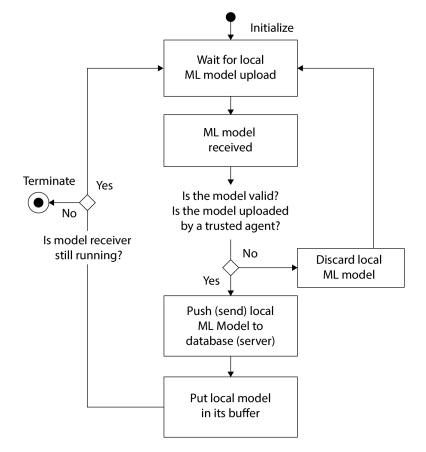 Initialize
Wait for local
ML model upload
ML model
received
Terminate
Yes
No
Is model receiver
still running?
Is the model valid?
Is the model uploaded
by a trusted agent?
No
Yes
Discard local
ML model
Push (send) local
ML Model to
database (server)
Put local model
in its buffer